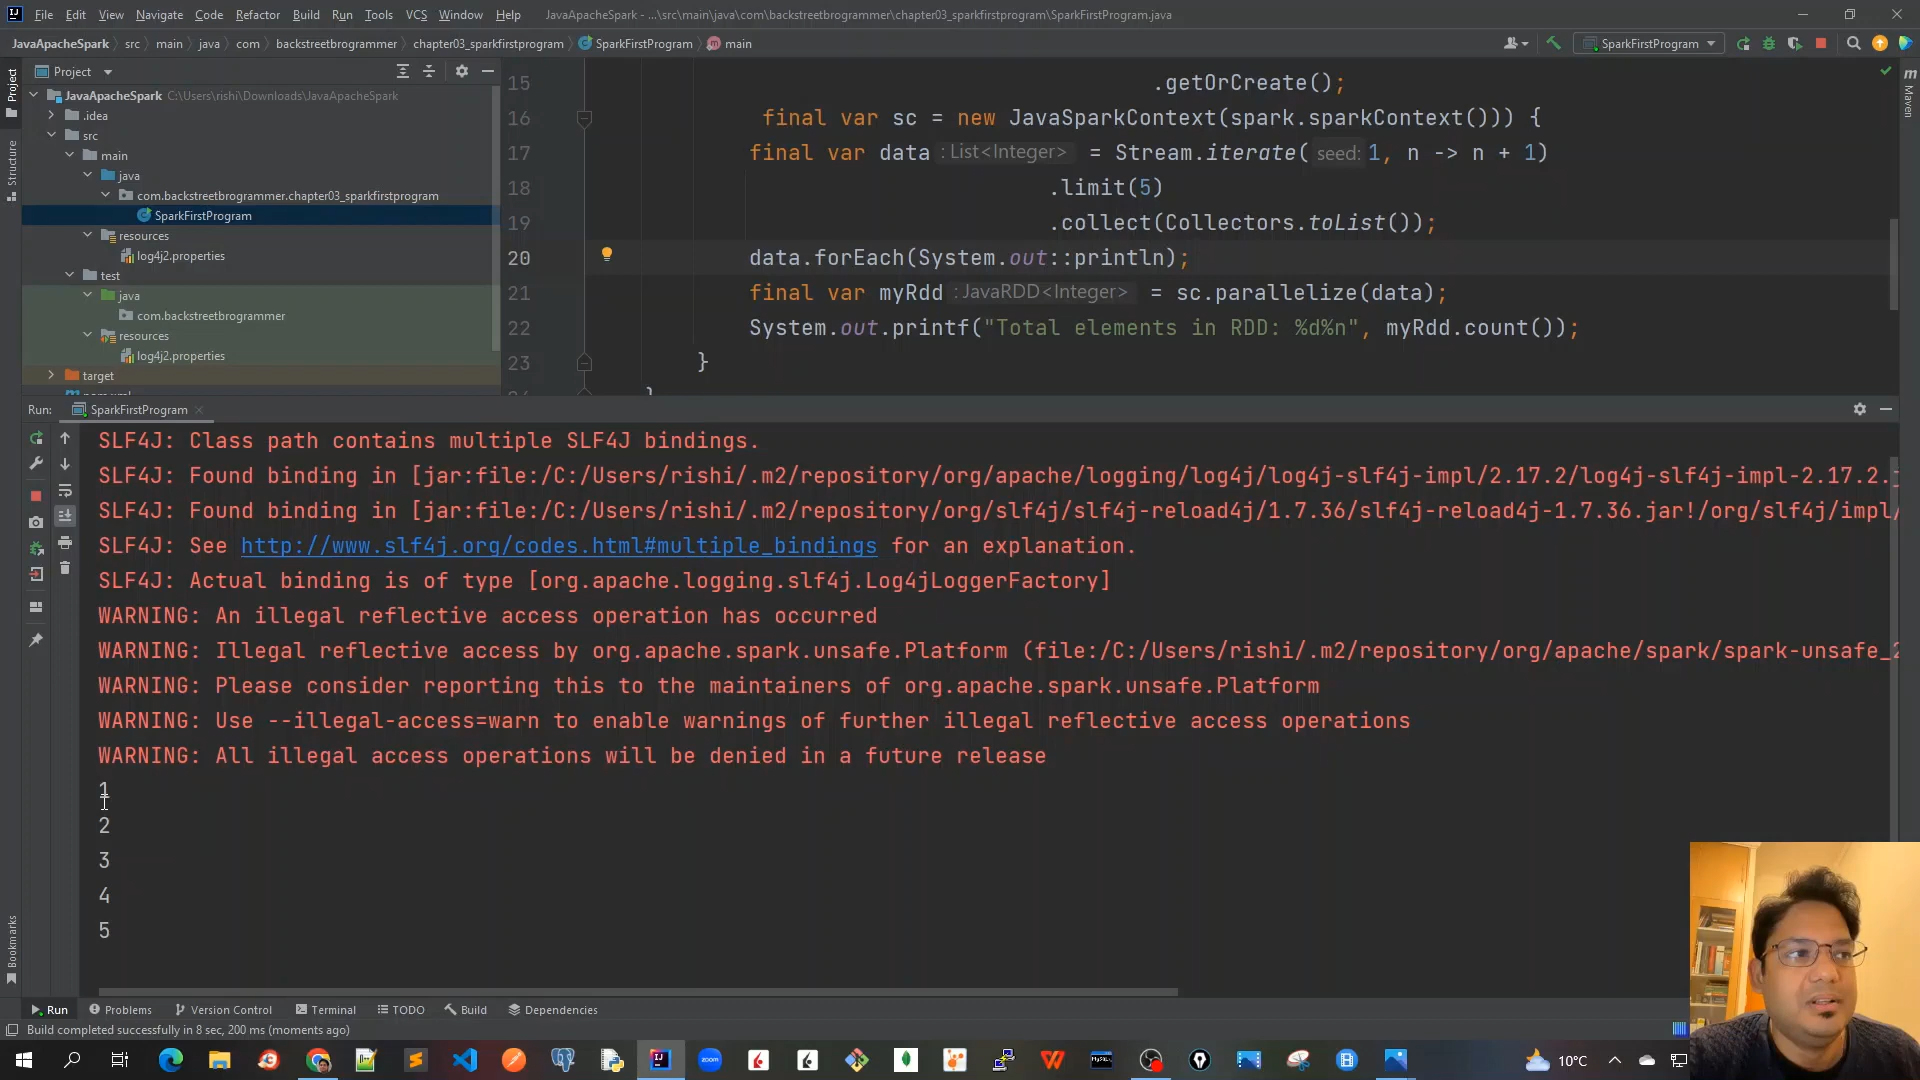 File Edit View Navigate Code Refactor Build Run Tools VCS Window Help JavaApacheSpark - ...\src\main\java\com\backstreetbrogrammer\chapter03_sparkfirstprogram\SparkFirstProgram.java
JavaApacheSpark src main java com backstreetbrogrammer chapter03_sparkfirstprogram SparkFirstProgram main
SparkFirstProgram
Project
JavaApacheSpark C:\Users\rishi\Downloads\JavaApacheSpark
.idea
src
main
java
com.backstreetbrogrammer.chapter03_sparkfirstprogram
SparkFirstProgram
resources
log4j2.properties
test
java
com.backstreetbrogrammer
resources
log4j2.properties
target
Project
Structure
Bookmarks
Maven
15 .getOrCreate();
16 final var sc = new JavaSparkContext(spark.sparkContext())) {
17 final var data : List<Integer> = Stream.iterate( seed: 1, n -> n + 1)
18 .limit(5)
19 .collect(Collectors.toList());
20 data.forEach(System.out::println);
21 final var myRdd : JavaRDD<Integer> = sc.parallelize(data);
22 System.out.printf("Total elements in RDD: %d%n", myRdd.count());
23 }
Run: SparkFirstProgram
SLF4J: Class path contains multiple SLF4J bindings.
SLF4J: Found binding in [jar:file:/C:/Users/rishi/.m2/repository/org/apache/logging/log4j/log4j-slf4j-impl/2.17.2/log4j-slf4j-impl-2.17.2.j
SLF4J: Found binding in [jar:file:/C:/Users/rishi/.m2/repository/org/slf4j/slf4j-reload4j/1.7.36/slf4j-reload4j-1.7.36.jar!/org/slf4j/impl/
SLF4J: See http://www.slf4j.org/codes.html#multiple_bindings for an explanation.
SLF4J: Actual binding is of type [org.apache.logging.slf4j.Log4jLoggerFactory]
WARNING: An illegal reflective access operation has occurred
WARNING: Illegal reflective access by org.apache.spark.unsafe.Platform (file:/C:/Users/rishi/.m2/repository/org/apache/spark/spark-unsafe_2
WARNING: Please consider reporting this to the maintainers of org.apache.spark.unsafe.Platform
WARNING: Use --illegal-access=warn to enable warnings of further illegal reflective access operations
WARNING: All illegal access operations will be denied in a future release
1
2
3
4
5
Run Problems Version Control Terminal TODO Build Dependencies
Build completed successfully in 8 sec, 200 ms (moments ago)
10°C